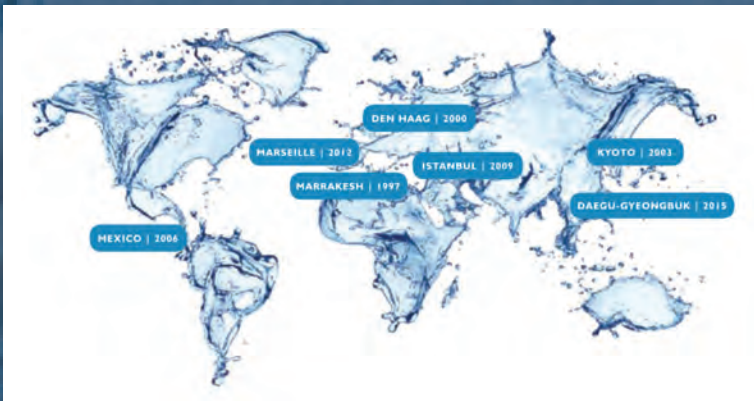 DEN HAAG | 2000
MARSEILLE | 2012
KYOTO | 2003
ISTANBUL | 2009
MARRAKESH | 1997
DAEGU-GYEONGBUK | 2015
MEXICO | 2006